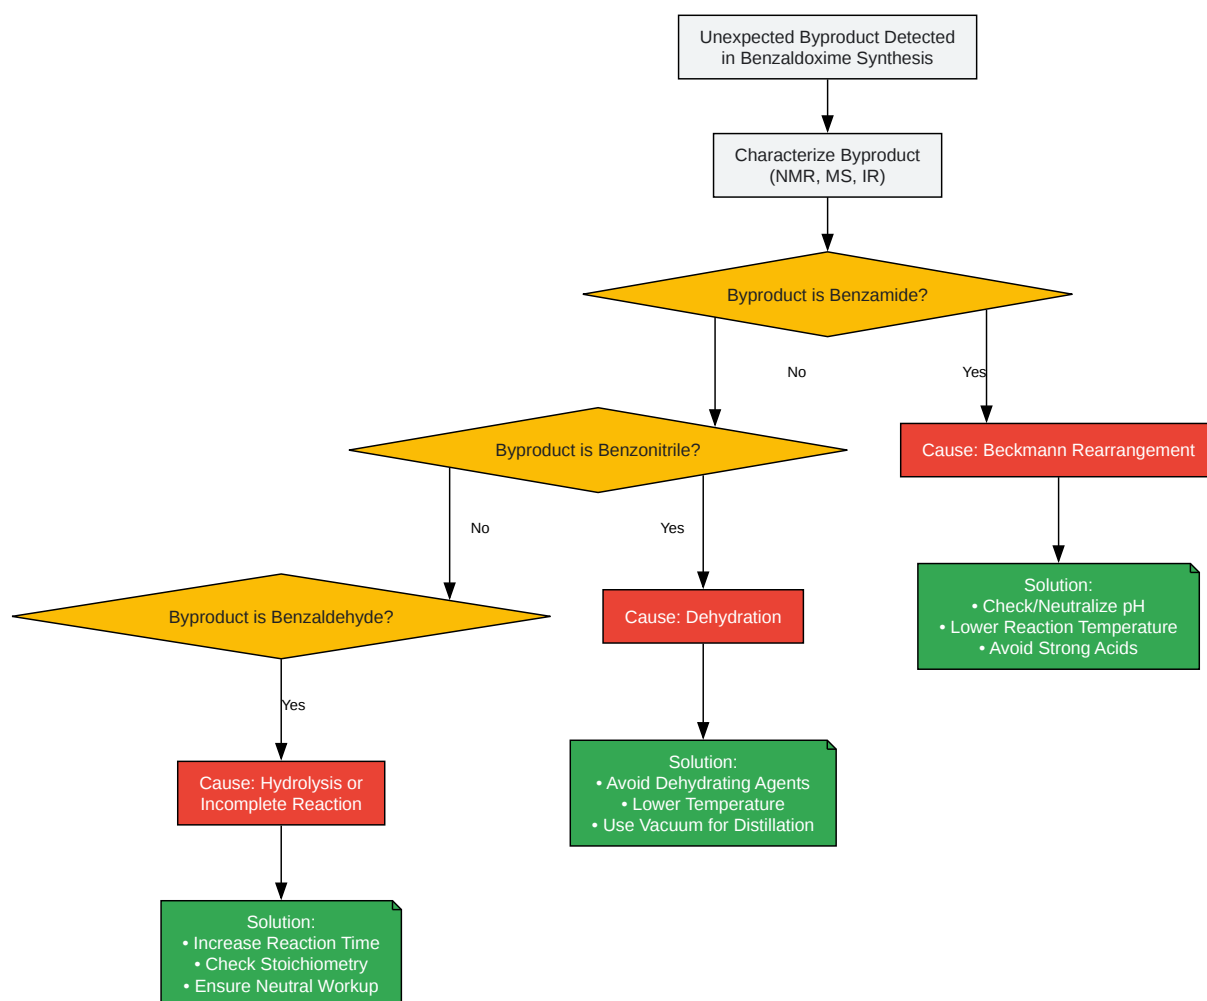 Unexpected Byproduct Detected
in Benzaldoxime Synthesis
Characterize Byproduct
(NMR, MS, IR)
Byproduct is Benzamide?
No
Yes
Byproduct is Benzonitrile?
Cause: Beckmann Rearrangement
No
Yes
Solution:
• Check/Neutralize pH
• Lower Reaction Temperature
• Avoid Strong Acids
Byproduct is Benzaldehyde?
Cause: Dehydration
Yes
Solution:
• Avoid Dehydrating Agents
• Lower Temperature
• Use Vacuum for Distillation
Cause: Hydrolysis or
Incomplete Reaction
Solution:
• Increase Reaction Time
• Check Stoichiometry
• Ensure Neutral Workup